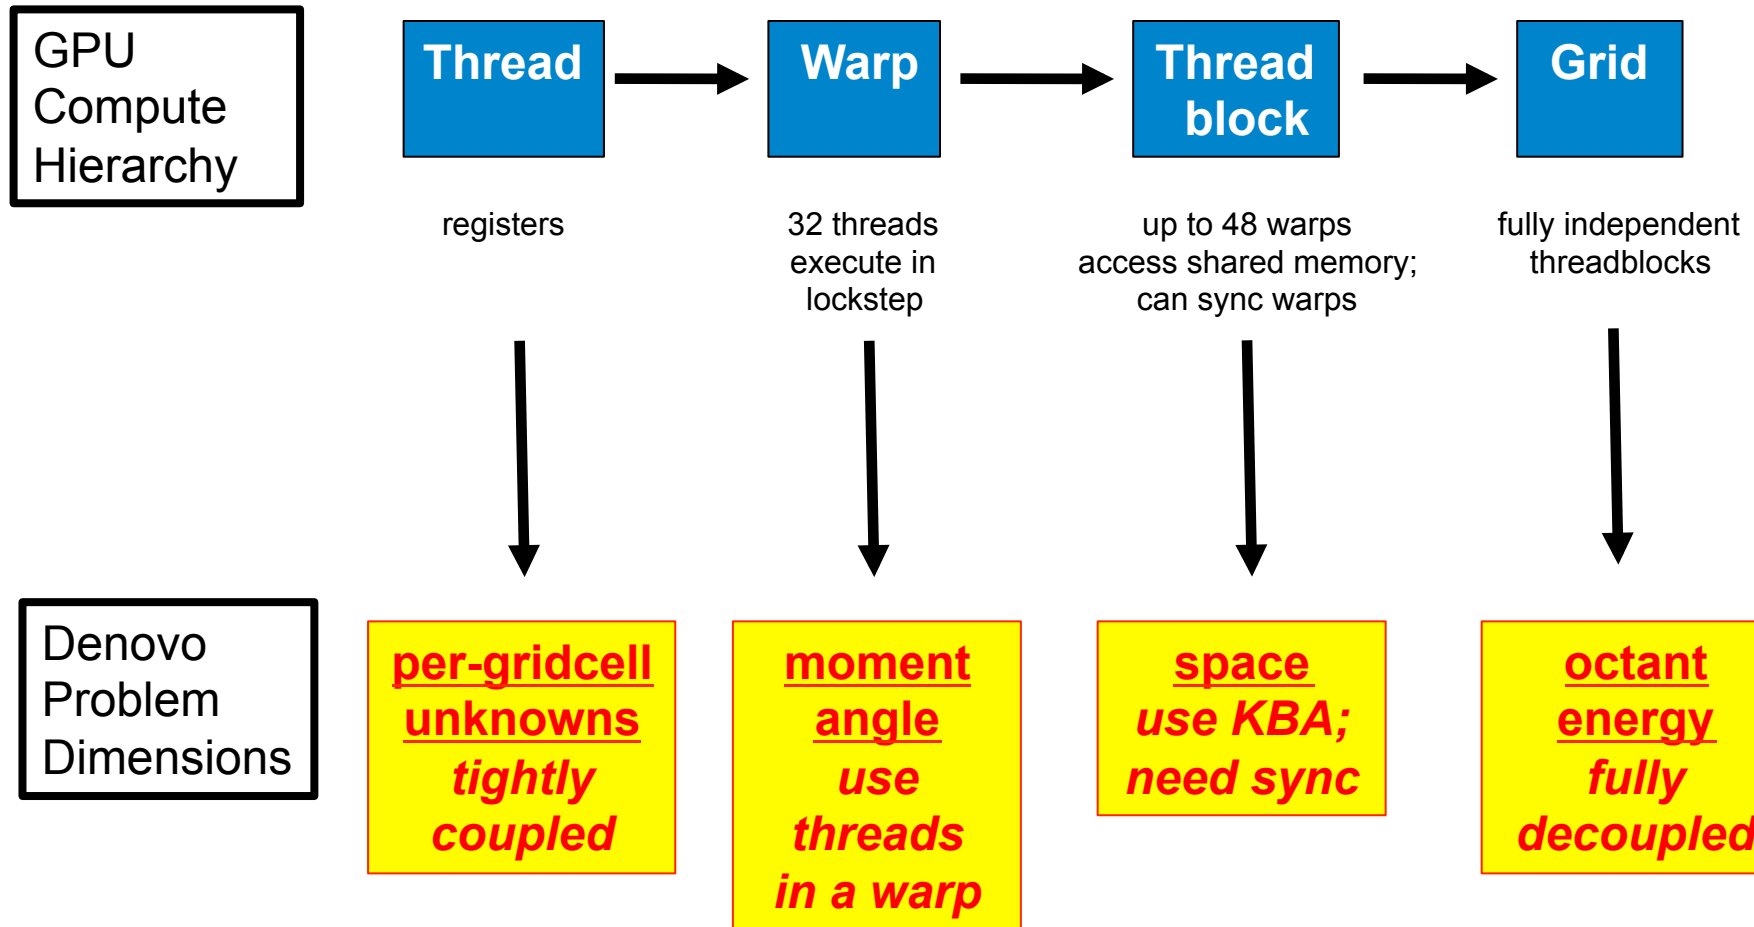 GPU
Compute
Hierarchy
Thread
Warp
Thread
block
Grid
registers
32 threads
execute in
lockstep
up to 48 warps
access shared memory;
can sync warps
fully independent
threadblocks
Denovo
Problem
Dimensions
per-gridcell
unknowns
tightly
coupled
moment
angle
use
threads
in a warp
space
use KBA;
need sync
octant
energy
fully
decoupled